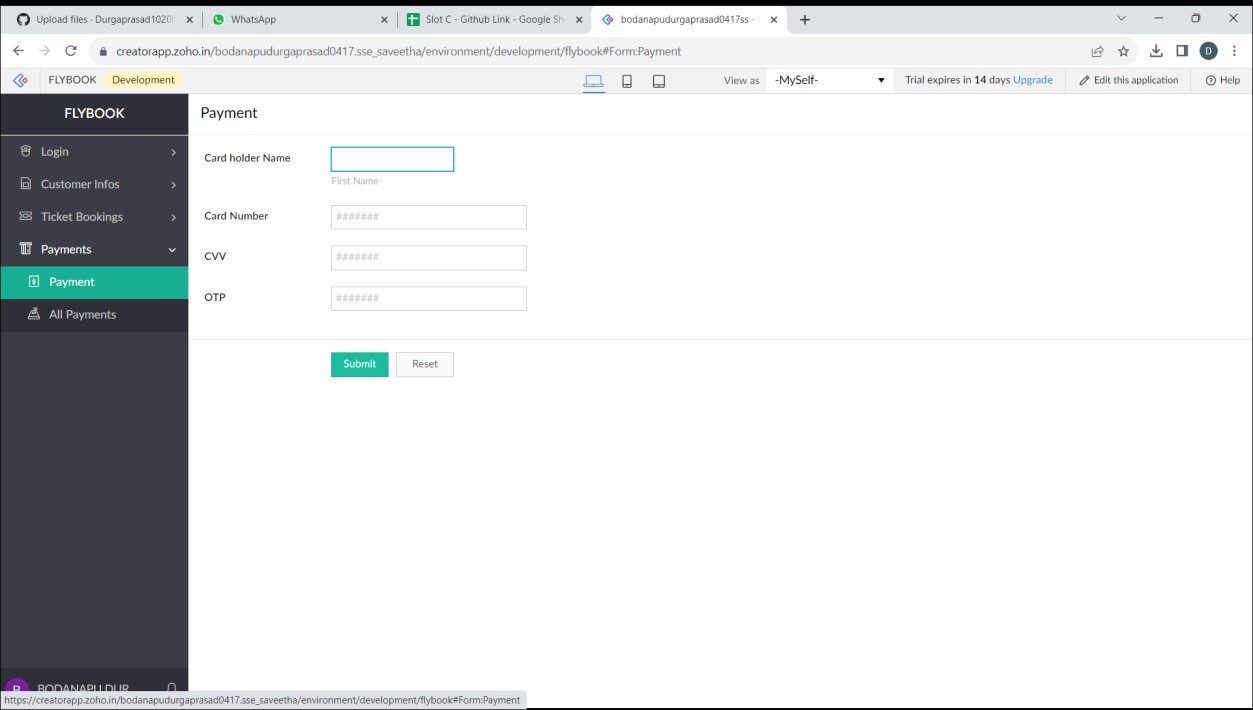 Upload files · Durgaprasad1020
WhatsApp
Slot C - Github Link - Google Sh
bodanapudurgaprasad0417ss -
creatorapp.zoho.in/bodanapudurgaprasad0417.sse_saveetha/environment/development/flybook#Form:Payment
D
FLYBOOK
Development
View as
-MySelf-
Trial expires in 14 days Upgrade
Edit this application
Help
FLYBOOK
Login
Customer Infos
Ticket Bookings
Payments
Payment
All Payments
Payment
Card holder Name
First Name
Card Number
#######
CVV
#######
OTP
#######
Submit
Reset
B
BODANAPU DUR
https://creatorapp.zoho.in/bodanapudurgaprasad0417.sse_saveetha/environment/development/flybook#Form:Payment